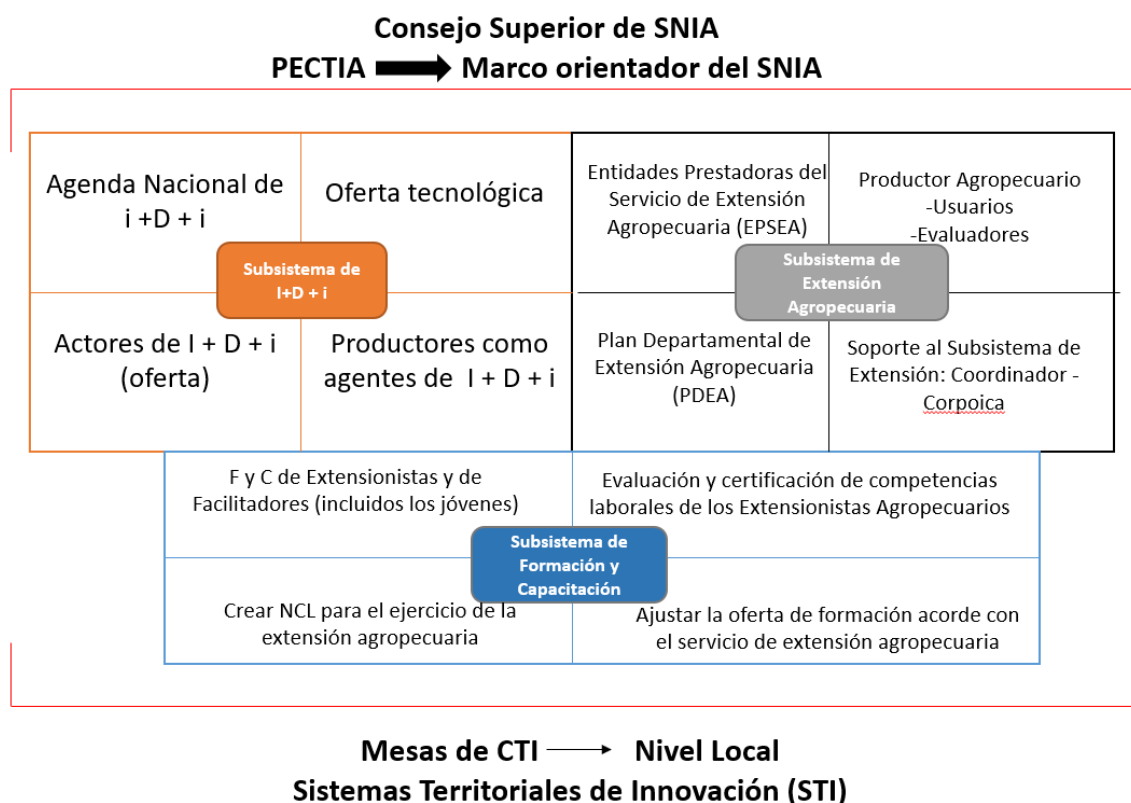 Consejo Superior de SNIA
PECTIA Marco orientador del SNIA
Agenda Nacional de
i +D + i
Oferta tecnológica
Subsistema de
I+D + i
Actores de I + D + i
(oferta)
Productores como
agentes de I + D + i
Entidades Prestadoras del
Servicio de Extensión
Agropecuaria (EPSEA)
Productor Agropecuario
-Usuarios
-Evaluadores
Subsistema de
Extensión
Agropecuaria
Plan Departamental de
Extensión Agropecuaria
(PDEA)
Soporte al Subsistema de
Extensión: Coordinador -
Corpoica
F y C de Extensionistas y de
Facilitadores (incluidos los jóvenes)
Evaluación y certificación de competencias
laborales de los Extensionistas Agropecuarios
Subsistema de
Formación y
Capacitación
Crear NCL para el ejercicio de la
extensión agropecuaria
Ajustar la oferta de formación acorde con
el servicio de extensión agropecuaria
Mesas de CTI Nivel Local
Sistemas Territoriales de Innovación (STI)